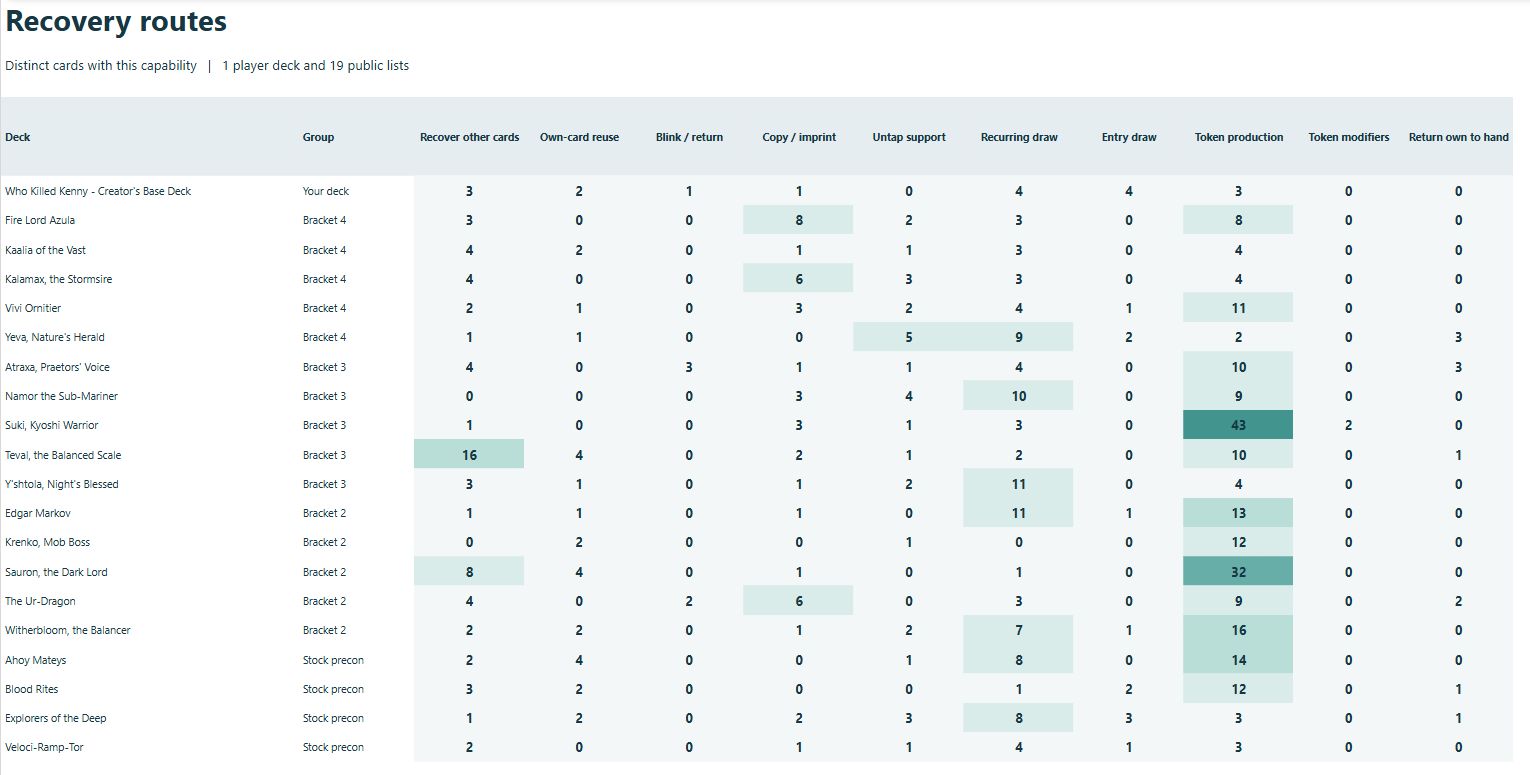 Recovery routes
Distinct cards with this capability | 1 player deck and 19 public lists
Deck Group Recover other cards Own-card reuse Blink / return Copy / imprint Untap support Recurring draw Entry draw Token production Token modifiers Return own to hand
Who Killed Kenny - Creator's Base Deck Your deck 3 2 1 1 0 4 4 3 0 0
Fire Lord Azula Bracket 4 3 0 0 8 2 3 0 8 0 0
Kaalia of the Vast Bracket 4 4 2 0 1 1 3 0 4 0 0
Kalamax, the Stormsire Bracket 4 4 0 0 6 3 3 0 4 0 0
Vivi Ornitier Bracket 4 2 1 0 3 2 4 1 11 0 0
Yeva, Nature's Herald Bracket 4 1 1 0 0 5 9 2 2 0 3
Atraxa, Praetors' Voice Bracket 3 4 0 3 1 1 4 0 10 0 3
Namor the Sub-Mariner Bracket 3 0 0 0 3 4 10 0 9 0 0
Suki, Kyoshi Warrior Bracket 3 1 0 0 3 1 3 0 43 2 0
Teval, the Balanced Scale Bracket 3 16 4 0 2 1 2 0 10 0 1
Y'shtola, Night's Blessed Bracket 3 3 1 0 1 2 11 0 4 0 0
Edgar Markov Bracket 2 1 1 0 1 0 11 1 13 0 0
Krenko, Mob Boss Bracket 2 0 2 0 0 1 0 0 12 0 0
Sauron, the Dark Lord Bracket 2 8 4 0 1 0 1 0 32 0 0
The Ur-Dragon Bracket 2 4 0 2 6 0 3 0 9 0 2
Witherbloom, the Balancer Bracket 2 2 2 0 1 2 7 1 16 0 0
Ahoy Mateys Stock precon 2 4 0 0 1 8 0 14 0 0
Blood Rites Stock precon 3 2 0 0 0 1 2 12 0 1
Explorers of the Deep Stock precon 1 2 0 2 3 8 3 3 0 1
Veloci-Ramp-Tor Stock precon 2 0 0 1 1 4 1 3 0 0